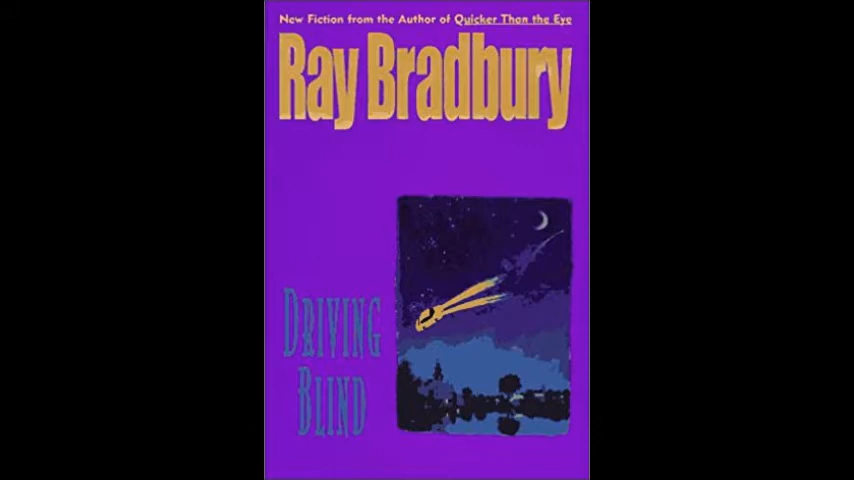 New Fiction from the Author of Quicker Than the Eye
Ray Bradbury
DRIVING
BLIND